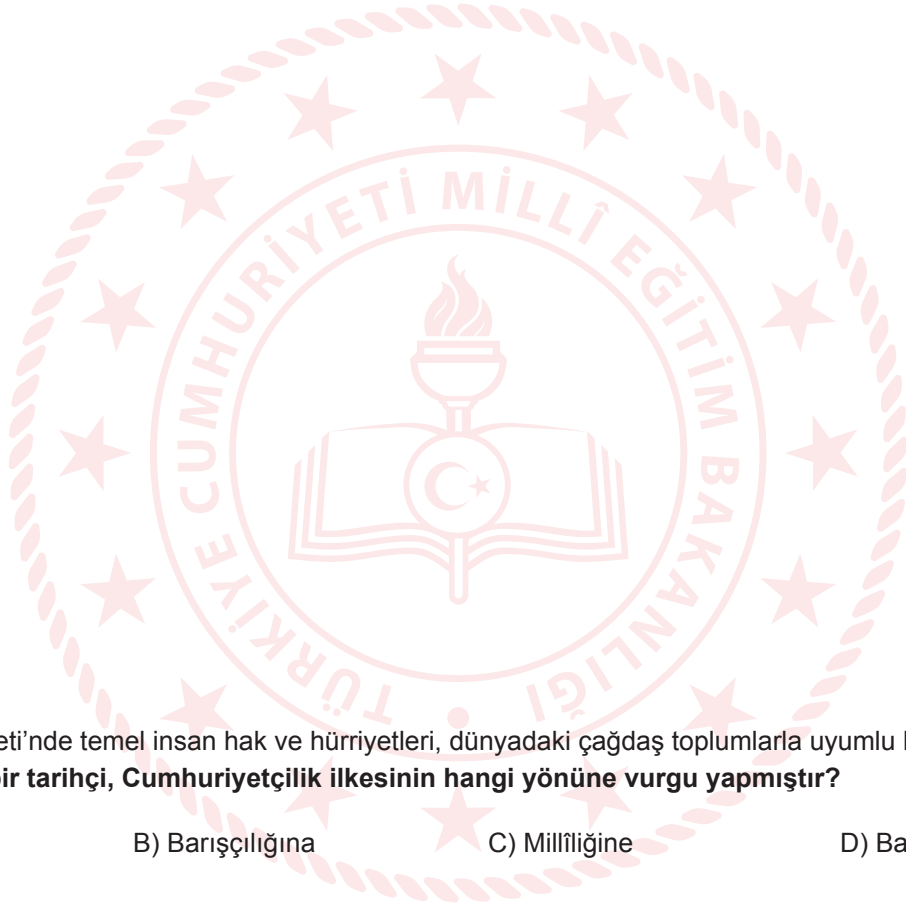 TÜRKİYE CUMHURİYETİ MİLLÎ EĞİTİM BAKANLIĞI
eti’nde temel insan hak ve hürriyetleri, dünyadaki çağdaş toplumlarla uyumlu
bir tarihçi, Cumhuriyetçilik ilkesinin hangi yönüne vurgu yapmıştır?
B) Barışçılığına C) Millîliğine D) Ba